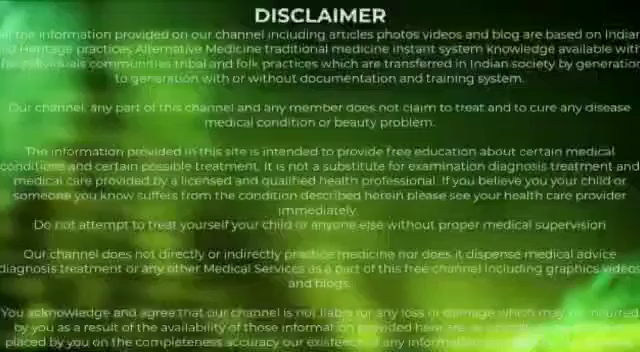 DISCLAIMER
the information provided on our channel including articles photos videos and blog are based on Indian
Heritage practices Alternative Medicine traditional medicine instant system knowledge available with
individuals communities tribal and folk practices which are transferred in Indian society by generation
to generation with or without documentation and training system.
Our channel, any part of this channel and any member does not claim to treat and to cure any disease
medical condition or beauty problem.
The information provided in this site is intended to provide free education about certain medical
conditions and certain possible treatment. It is not a substitute for examination diagnosis treatment and
medical care provided by a licensed and qualified health professional. If you believe you your child or
someone you know suffers from the condition described herein please see your health care provider
immediately.
Do not attempt to treat yourself your child or anyone else without proper medical supervision
Our channel does not directly or indirectly practice medicine nor does it dispense medical advice
diagnosis treatment or any other Medical Services as a part of this free channel including graphics videos
and blogs.
You acknowledge and agree that our channel is not liable for any loss or damage which may be incurred
by you as a result of the availability of those information provided here
placed by you on the completeness accuracy our existence of any information